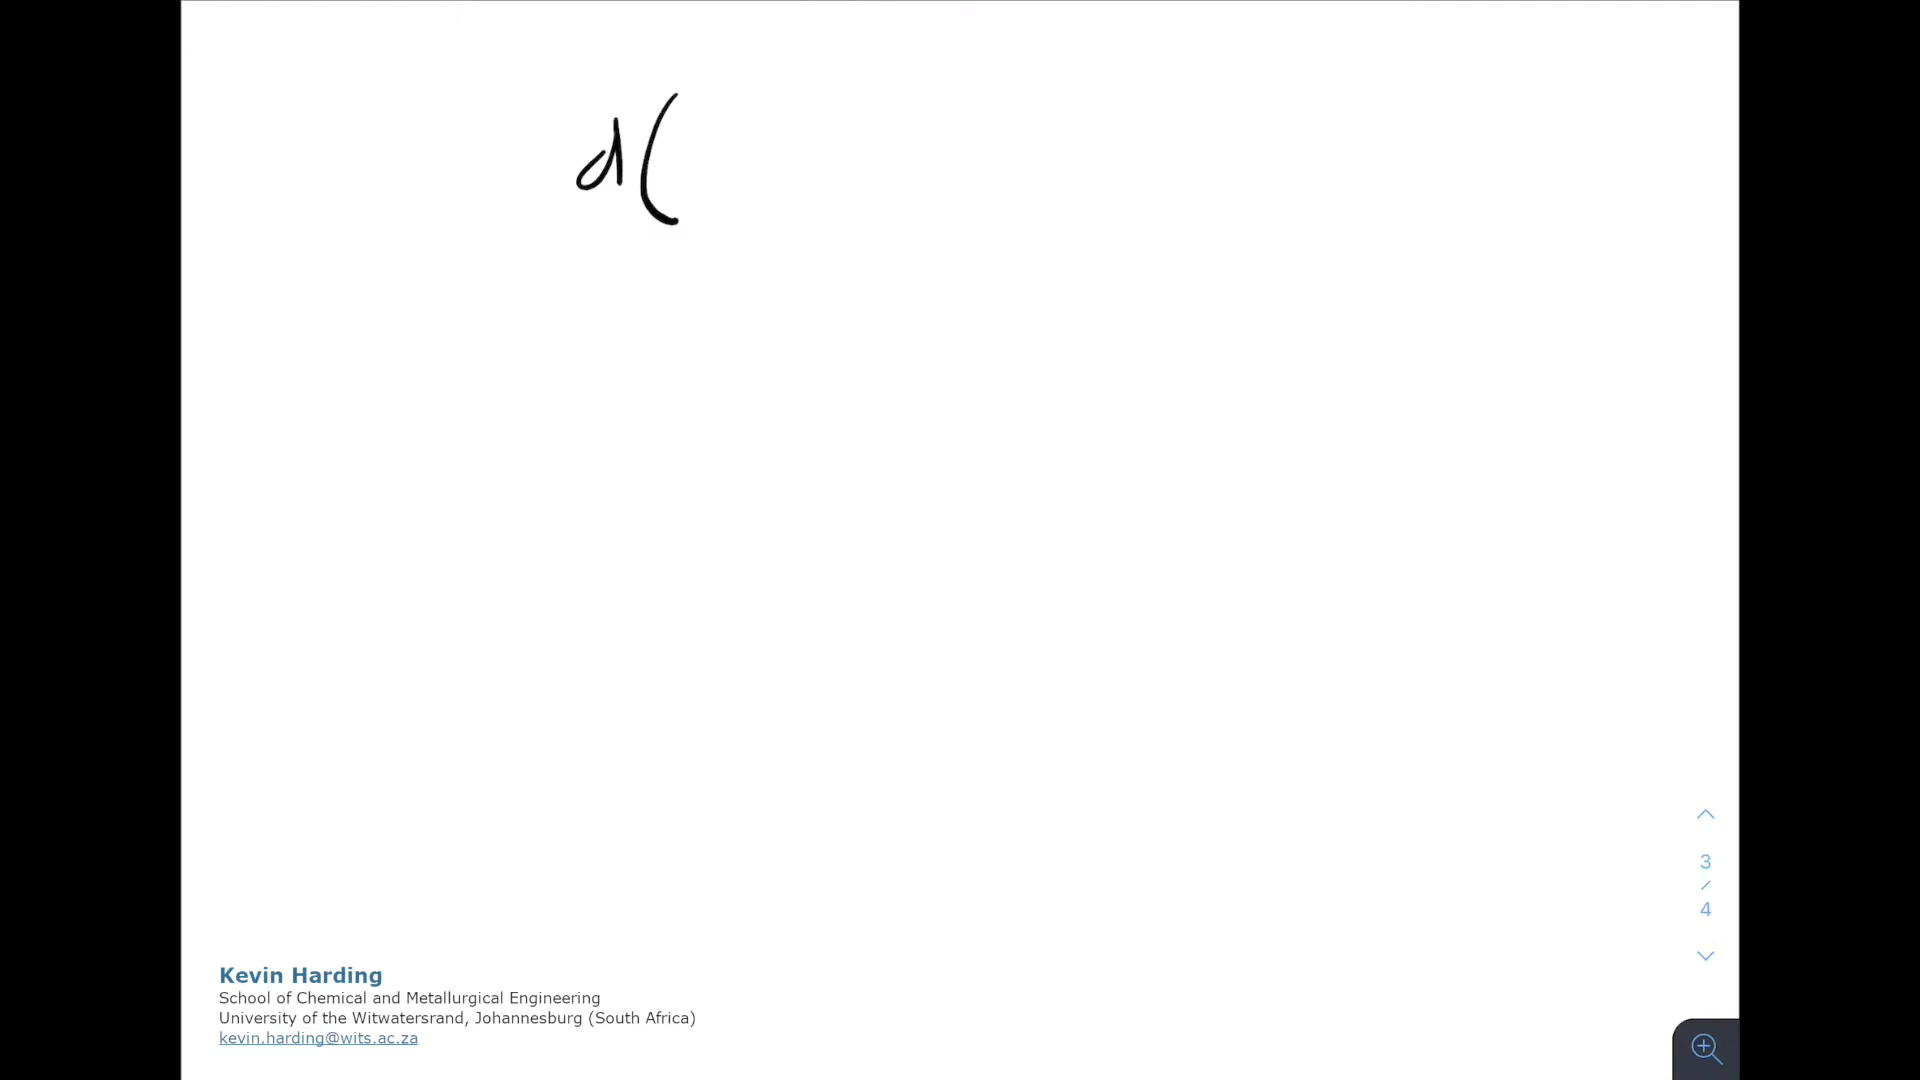 d(
3
/
4
Kevin Harding
School of Chemical and Metallurgical Engineering
University of the Witwatersrand, Johannesburg (South Africa)
kevin.harding@wits.ac.za